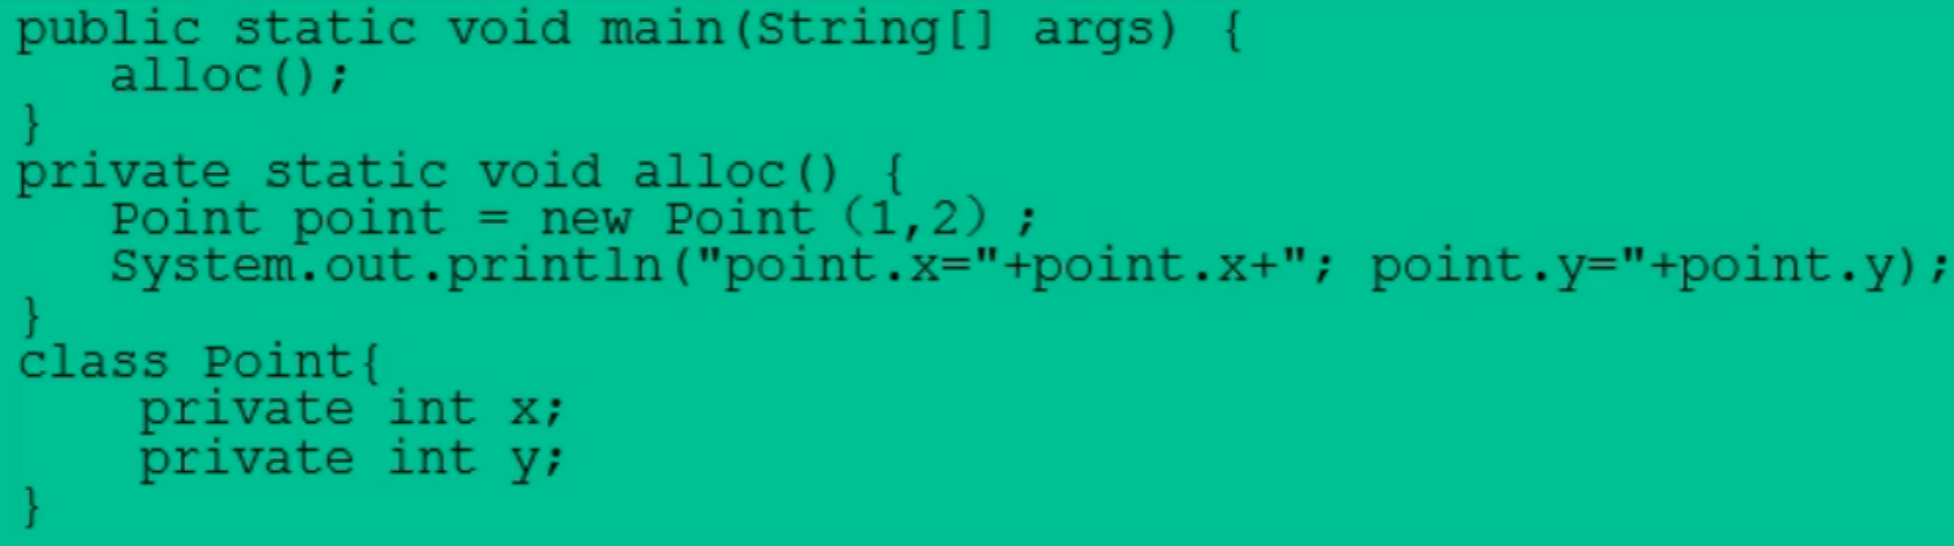 public static void main(String[] args) {
   alloc();
}
private static void alloc() {
   Point point = new Point (1,2) ;
   System.out.println("point.x="+point.x+"; point.y="+point.y);
}
class Point{
    private int x;
    private int y;
}